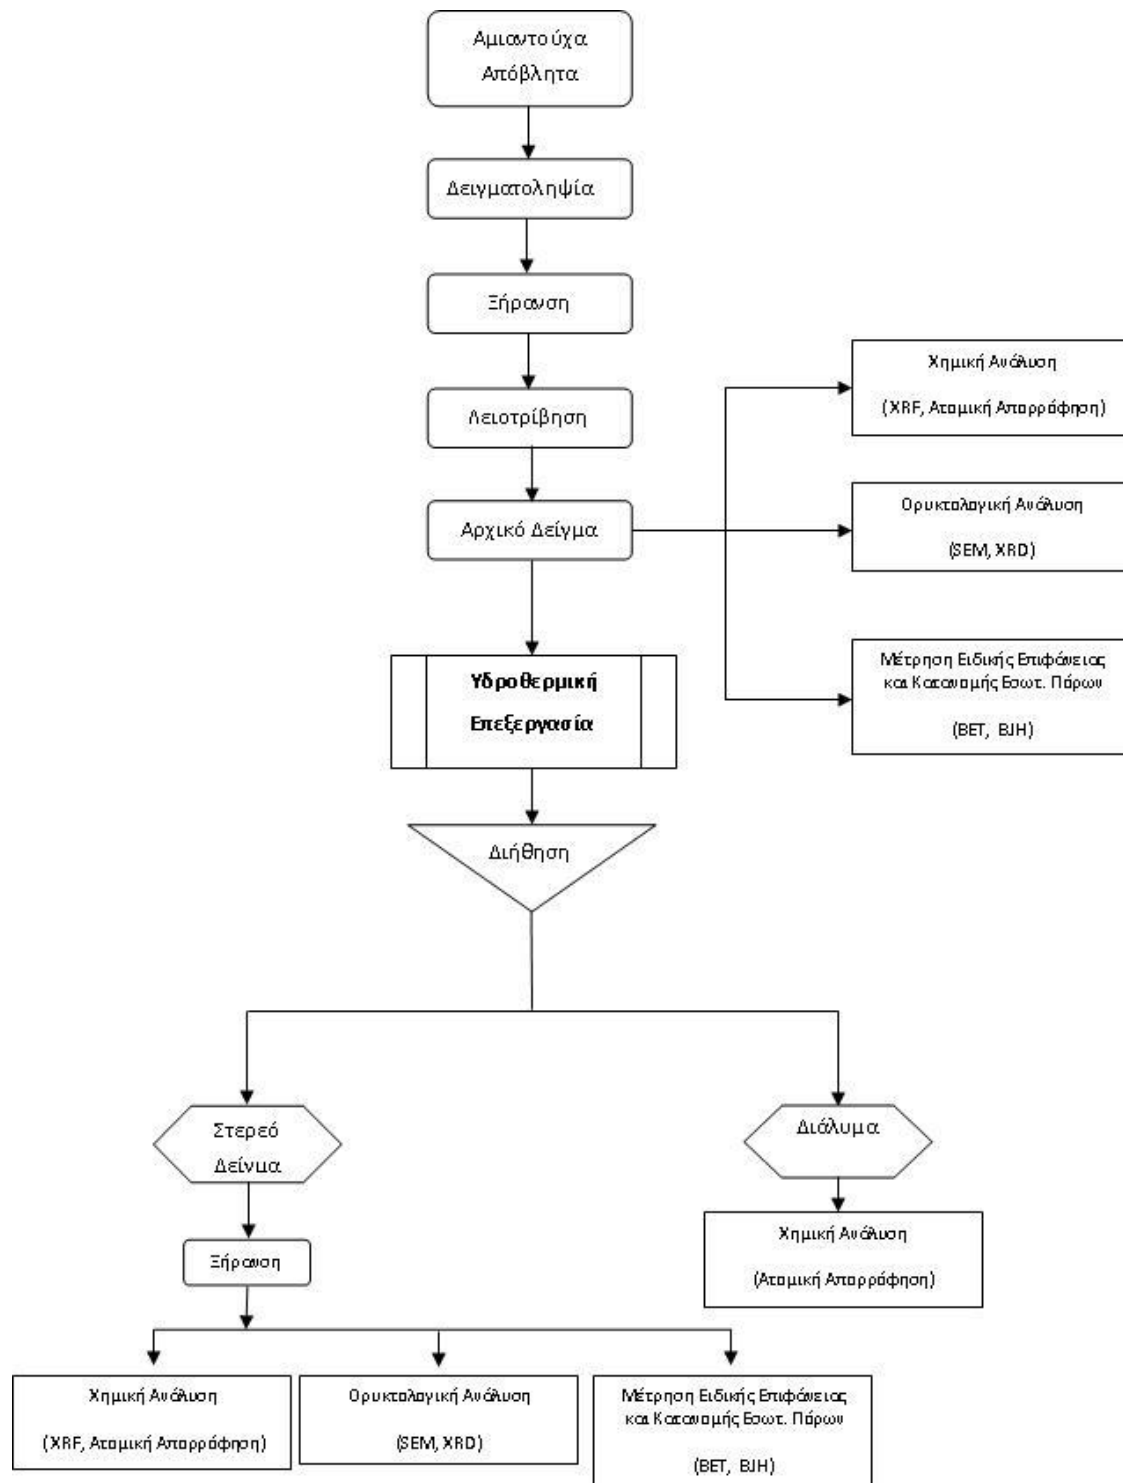 Αμιαντούχα
Απόβλητα
Δειγματοληψία
Ξήρανση
Λειοτρίβηση
Αρχικό Δείγμα
Χημική Ανάλυση
(XRF, Ατομική Απορρόφηση)
Ορυκτολογική Ανάλυση
(SEM, XRD)
Μέτρηση Ειδικής Επιφάνειας
και Κατανομής Εσωτ. Πόρων
(BET, BJH)
Υδροθερμική
Επεξεργασία
Διήθηση
Στερεό
Δείγμα
Διάλυμα
Ξήρανση
Χημική Ανάλυση
(Ατομική Απορρόφηση)
Χημική Ανάλυση
(XRF, Ατομική Απορρόφηση)
Ορυκτολογική Ανάλυση
(SEM, XRD)
Μέτρηση Ειδικής Επιφάνειας
και Κατανομής Εσωτ. Πόρων
(BET, BJH)